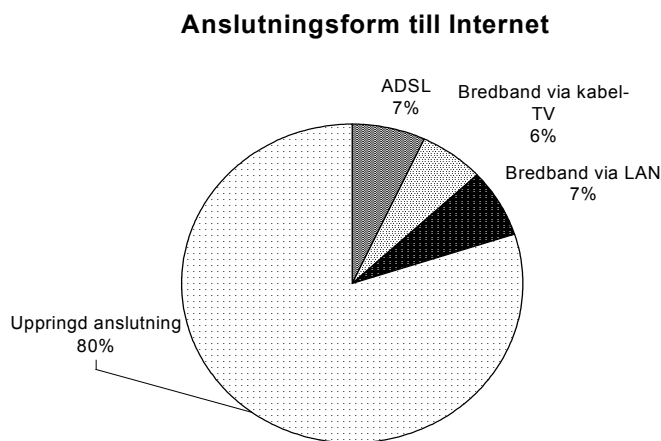 Anslutningsform till Internet
ADSL
7%
Bredband via kabel-
TV
6%
Bredband via LAN
7%
Uppringd anslutning
80%